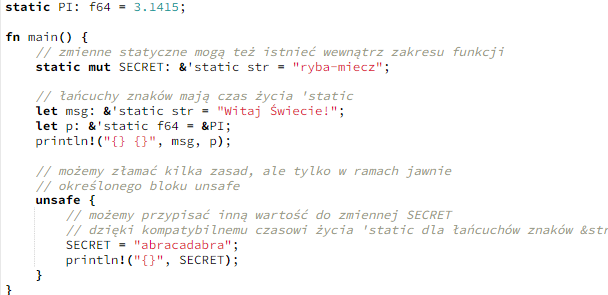 static PI: f64 = 3.1415;
fn main() {
// zmienne statyczne mogą też istnieć wewnątrz zakresu funkcji
static mut SECRET: &'static str = "ryba-miecz";
// łańcuchy znaków mają czas życia 'static
let msg: &'static str = "Witaj Świecie!";
let p: &'static f64 = &PI;
println!("{} {}", msg, p);
// możemy złamać kilka zasad, ale tylko w ramach jawnie
// określonego bloku unsafe
unsafe {
// możemy przypisać inną wartość do zmiennej SECRET
// dzięki kompatybilnemu czasowi życia 'static dla łańcuchów znaków &str
SECRET = "abracadabra";
println!("{}", SECRET);
}
}